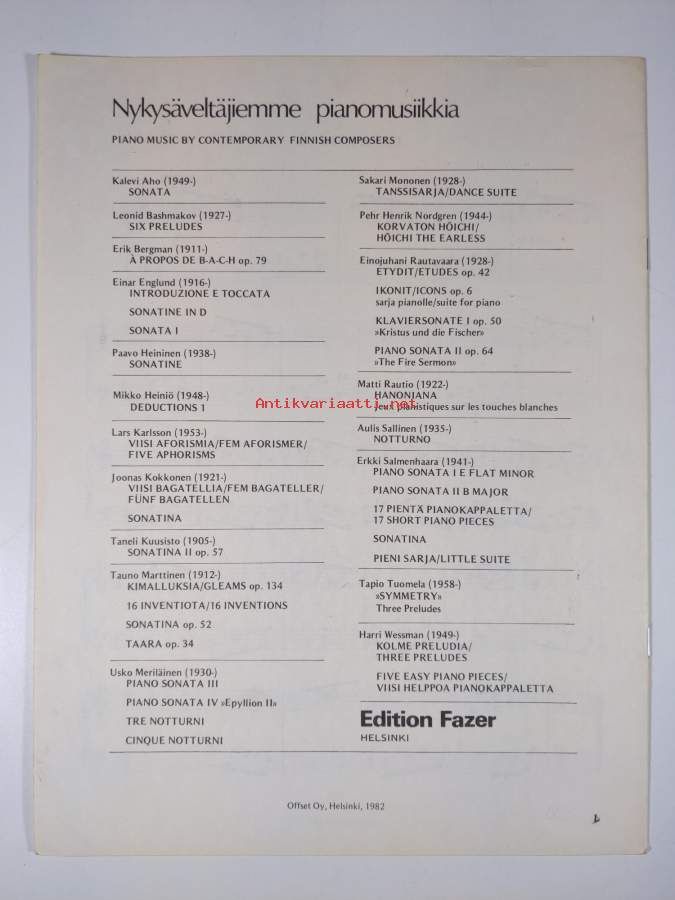 Nykysäveltäjiemme pianomusiikkia
PIANO MUSIC BY CONTEMPORARY FINNISH COMPOSERS
Kalevi Aho (1949-)
SONATA
Leonid Bashmakov (1927-)
SIX PRELUDES
Erik Bergman (1911-)
À PROPOS DE B-A-C-H op. 79
Einar Englund (1916-)
INTRODUZIONE E TOCCATA
SONATINE IN D
SONATA I
Paavo Heininen (1938-)
SONATINE
Mikko Heiniö (1948-)
DEDUCTIONS 1
Lars Karlsson (1953-)
VIISI AFORISMIA/FEM AFORISMER/
FIVE APHORISMS
Joonas Kokkonen (1921-)
VIISI BAGATELLIA/FEM BAGATELLER/
FÜNF BAGATELLEN
SONATINA
Taneli Kuusisto (1905-)
SONATINA II op. 57
Tauno Marttinen (1912-)
KIMALLUKSIA/GLEAMS op. 134
16 INVENTIOTA/16 INVENTIONS
SONATINA op. 52
TAARA op. 34
Usko Meriläinen (1930-)
PIANO SONATA III
PIANO SONATA IV »Epyllion II»
TRE NOTTURNI
CINQUE NOTTURNI
Sakari Mononen (1928-)
TANSSISARJA/DANCE SUITE
Pehr Henrik Nordgren (1944-)
KORVATON HÖICHI/
HÖICHI THE EARLESS
Einojuhani Rautavaara (1928-)
ETYDIT/ETUDES op. 42
IKONIT/ICONS op. 6
sarja pianolle/suite for piano
KLAVIERSONATE I op. 50
»Kristus und die Fischer»
PIANO SONATA II op. 64
»The Fire Sermon»
Matti Rautio (1922-)
HANONIANA
Jeux pianistiques sur les touches blanches
Aulis Sallinen (1935-)
NOTTURNO
Erkki Salmenhaara (1941-)
PIANO SONATA I E FLAT MINOR
PIANO SONATA II B MAJOR
17 PIENTÄ PIANOKAPPALETTA/
17 SHORT PIANO PIECES
SONATINA
PIENI SARJA/LITTLE SUITE
Tapio Tuomela (1958-)
»SYMMETRY»
Three Preludes
Harri Wessman (1949-)
KOLME PRELUDIA/
THREE PRELUDES
FIVE EASY PIANO PIECES/
VIISI HELPPOA PIANOKAPPALETTA
Edition Fazer
HELSINKI
Offset Oy, Helsinki, 1982
Antikvariaatti.net